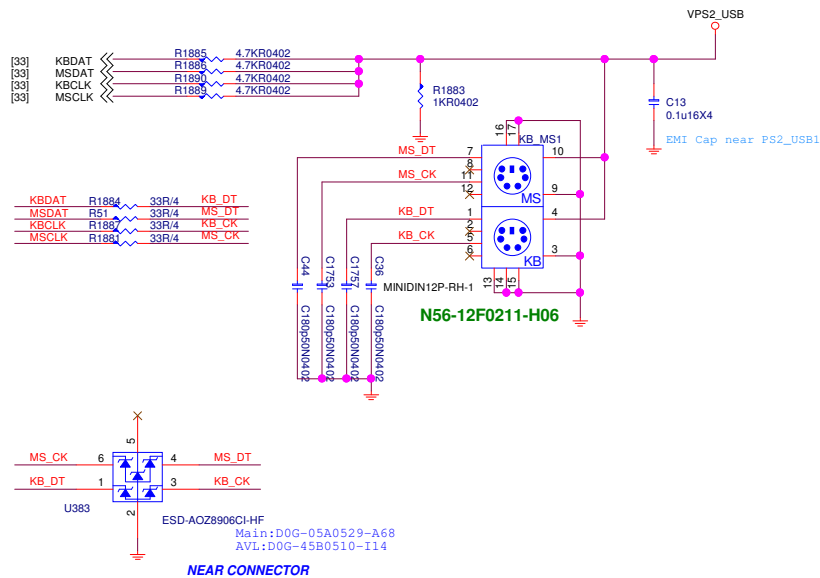 VPS2_USB
[33] KBDAT R1885 4.7KR0402
[33] MSDAT R1886 4.7KR0402
[33] KBCLK R1890 4.7KR0402
[33] MSCLK R1889 4.7KR0402
R1883
1KR0402
C13
0.1u16X4
EMI Cap near PS2_USB1
16
17
KB_MS1
MS_DT 7
10
8
MS_CK 11
12
9
MS
KB_DT 1
4
2
KB_CK 5
6
3
KB
13
14
15
MINIDIN12P-RH-1
N56-12F0211-H06
KBDAT R1884 33R/4 KB_DT
MSDAT R51 33R/4 MS_DT
KBCLK R1887 33R/4 KB_CK
MSCLK R1881 33R/4 MS_CK
C44
C1753
C1757
C36
C180p50N0402
C180p50N0402
C180p50N0402
C180p50N0402
5
MS_CK 6
4 MS_DT
KB_DT 1
3 KB_CK
2
U383
ESD-AOZ8906CI-HF
Main:D0G-05A0529-A68
AVL:D0G-45B0510-I14
NEAR CONNECTOR